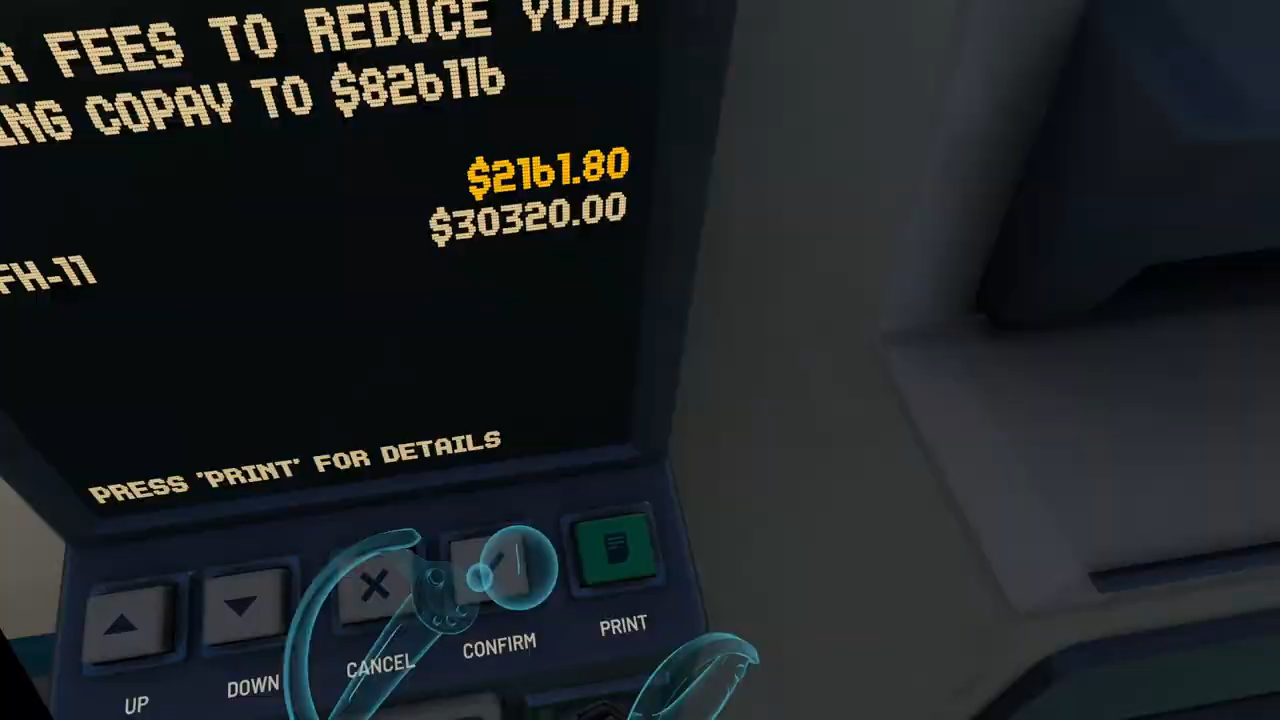 R FEES TO REDUCE YOUR
ING COPAY TO $826116
$2161.80
$30320.00
FH-11
PRESS 'PRINT' FOR DETAILS
UP
DOWN
CANCEL
CONFIRM
PRINT